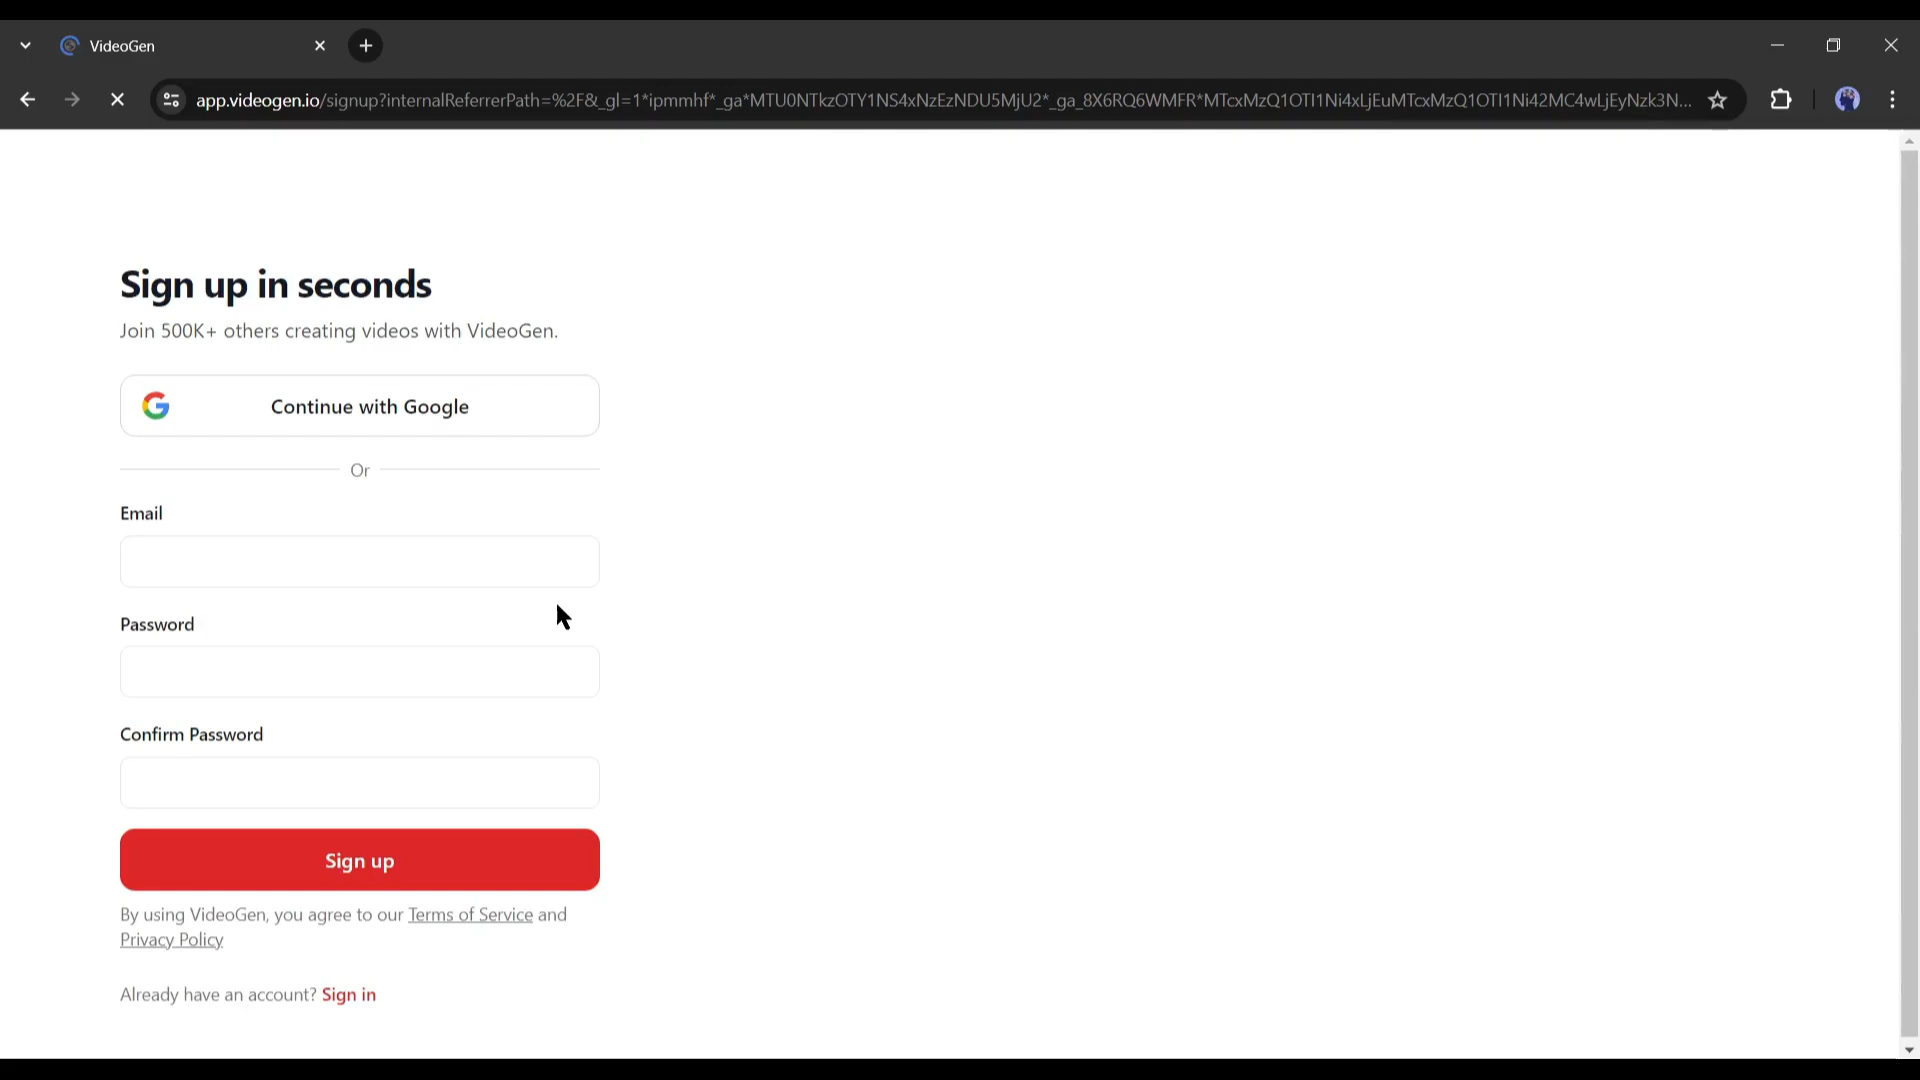 VideoGen
app.videogen.io/signup?internalReferrerPath=%2F&_gl=1*ipmmhf*_ga*MTU0NTkzOTY1NS4xNzEzNDU5MjU2*_ga_8X6RQ6WMFR*MTcxMzQ1OTI1Ni4xLjEuMTcxMzQ1OTI1Ni42MC4wLjEyNzk3N...
Sign up in seconds
Join 500K+ others creating videos with VideoGen.
Continue with Google
Or
Email
Password
Confirm Password
Sign up
By using VideoGen, you agree to our Terms of Service and
Privacy Policy
Already have an account? Sign in